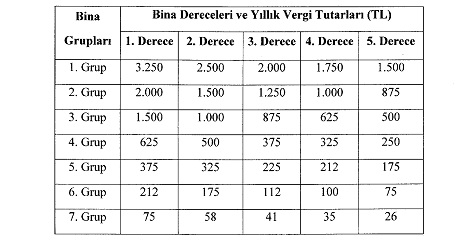 Bina Grupları Bina Dereceleri ve Yıllık Vergi Tutarları (TL)
1. Derece 2. Derece 3. Derece 4. Derece 5. Derece
1. Grup 3.250 2.500 2.000 1.750 1.500
2. Grup 2.000 1.500 1.250 1.000 875
3. Grup 1.500 1.000 875 625 500
4. Grup 625 500 375 325 250
5. Grup 375 325 225 212 175
6. Grup 212 175 112 100 75
7. Grup 75 58 41 35 26